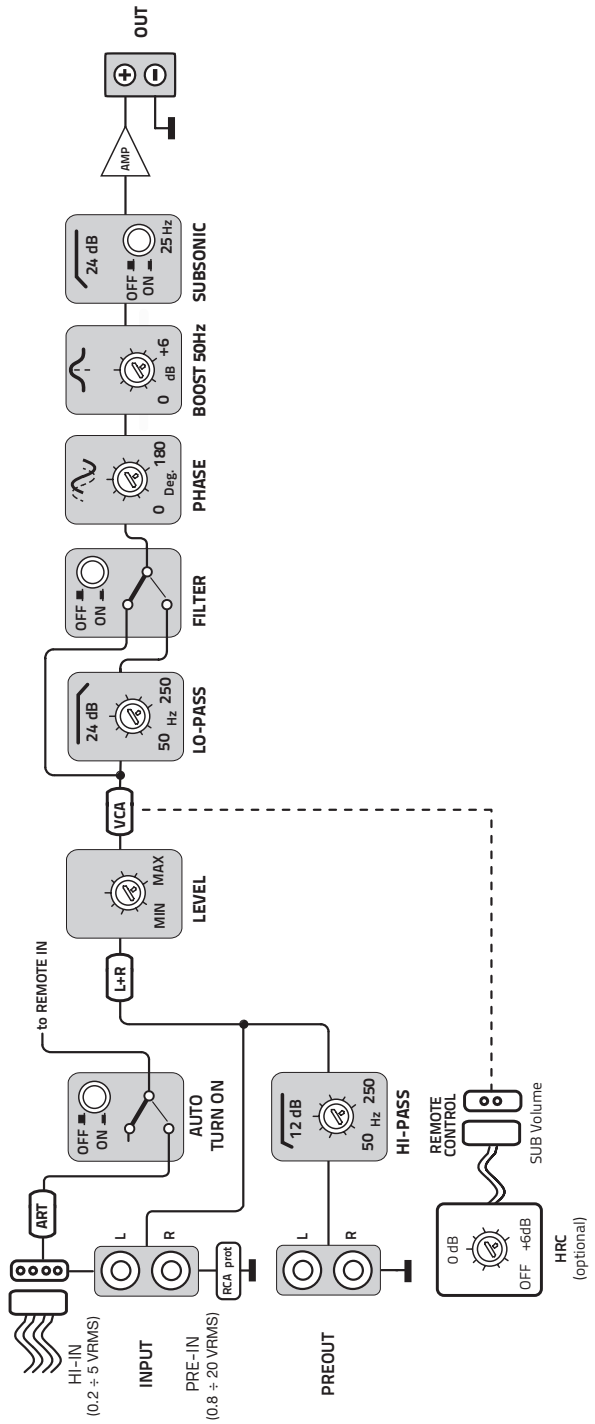 HI-IN
(0.2 ÷ 5 VRMS)
INPUT
PRE-IN
(0.8 ÷ 20 VRMS)
L
R
RCA prot
ART
OFF
ON
AUTO
TURN ON
to REMOTE IN
PREOUT
L
R
12 dB
50 Hz 250
HI-PASS
L+R
MIN MAX
LEVEL
VCA
24 dB
50 Hz 250
LO-PASS
OFF
ON
FILTER
0 Deg. 180
PHASE
0 dB +6
BOOST 50Hz
24 dB
OFF
ON
25 Hz
SUBSONIC
AMP
+
−
OUT
0 dB
OFF +6dB
HRC
(optional)
REMOTE
CONTROL
SUB Volume